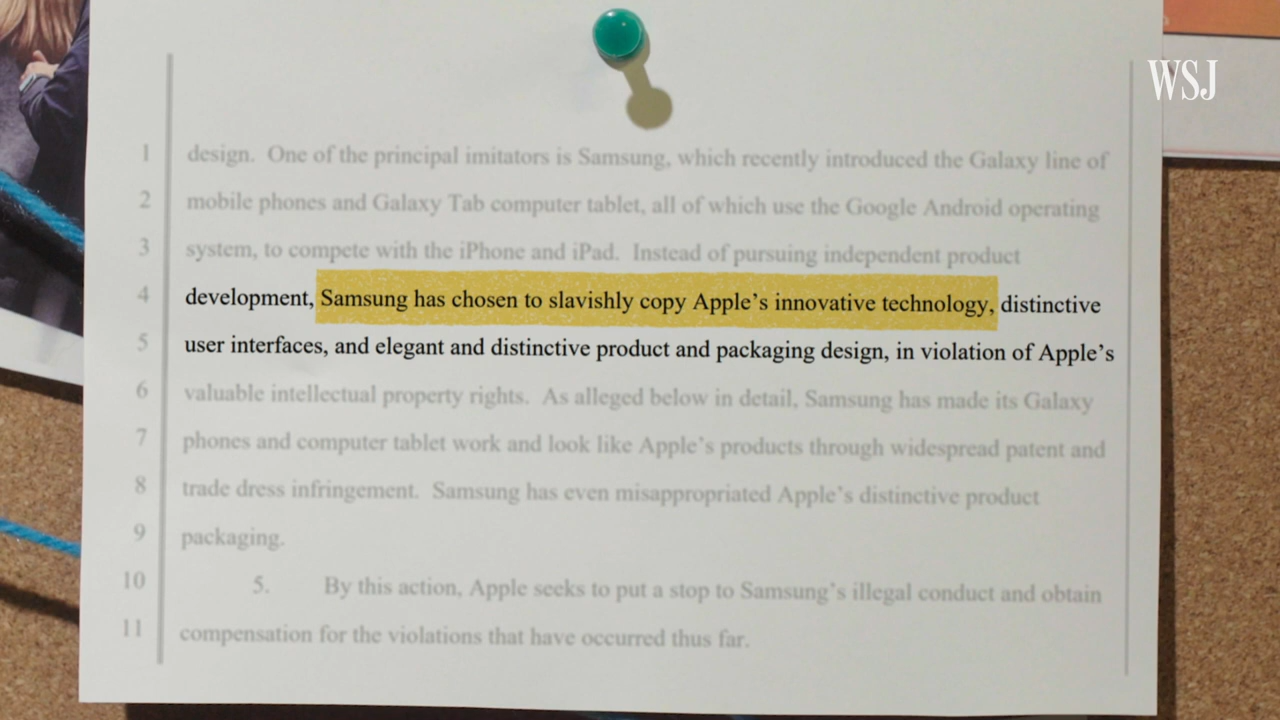 WSJ
1 design. One of the principal imitators is Samsung, which recently introduced the Galaxy line of
2 mobile phones and Galaxy Tab computer tablet, all of which use the Google Android operating
3 system, to compete with the iPhone and iPad. Instead of pursuing independent product
4 development, Samsung has chosen to slavishly copy Apple's innovative technology, distinctive
5 user interfaces, and elegant and distinctive product and packaging design, in violation of Apple's
6 valuable intellectual property rights. As alleged below in detail, Samsung has made its Galaxy
7 phones and computer tablet work and look like Apple's products through widespread patent and
8 trade dress infringement. Samsung has even misappropriated Apple's distinctive product
9 packaging.
10 5. By this action, Apple seeks to put a stop to Samsung's illegal conduct and obtain
11 compensation for the violations that have occurred thus far.